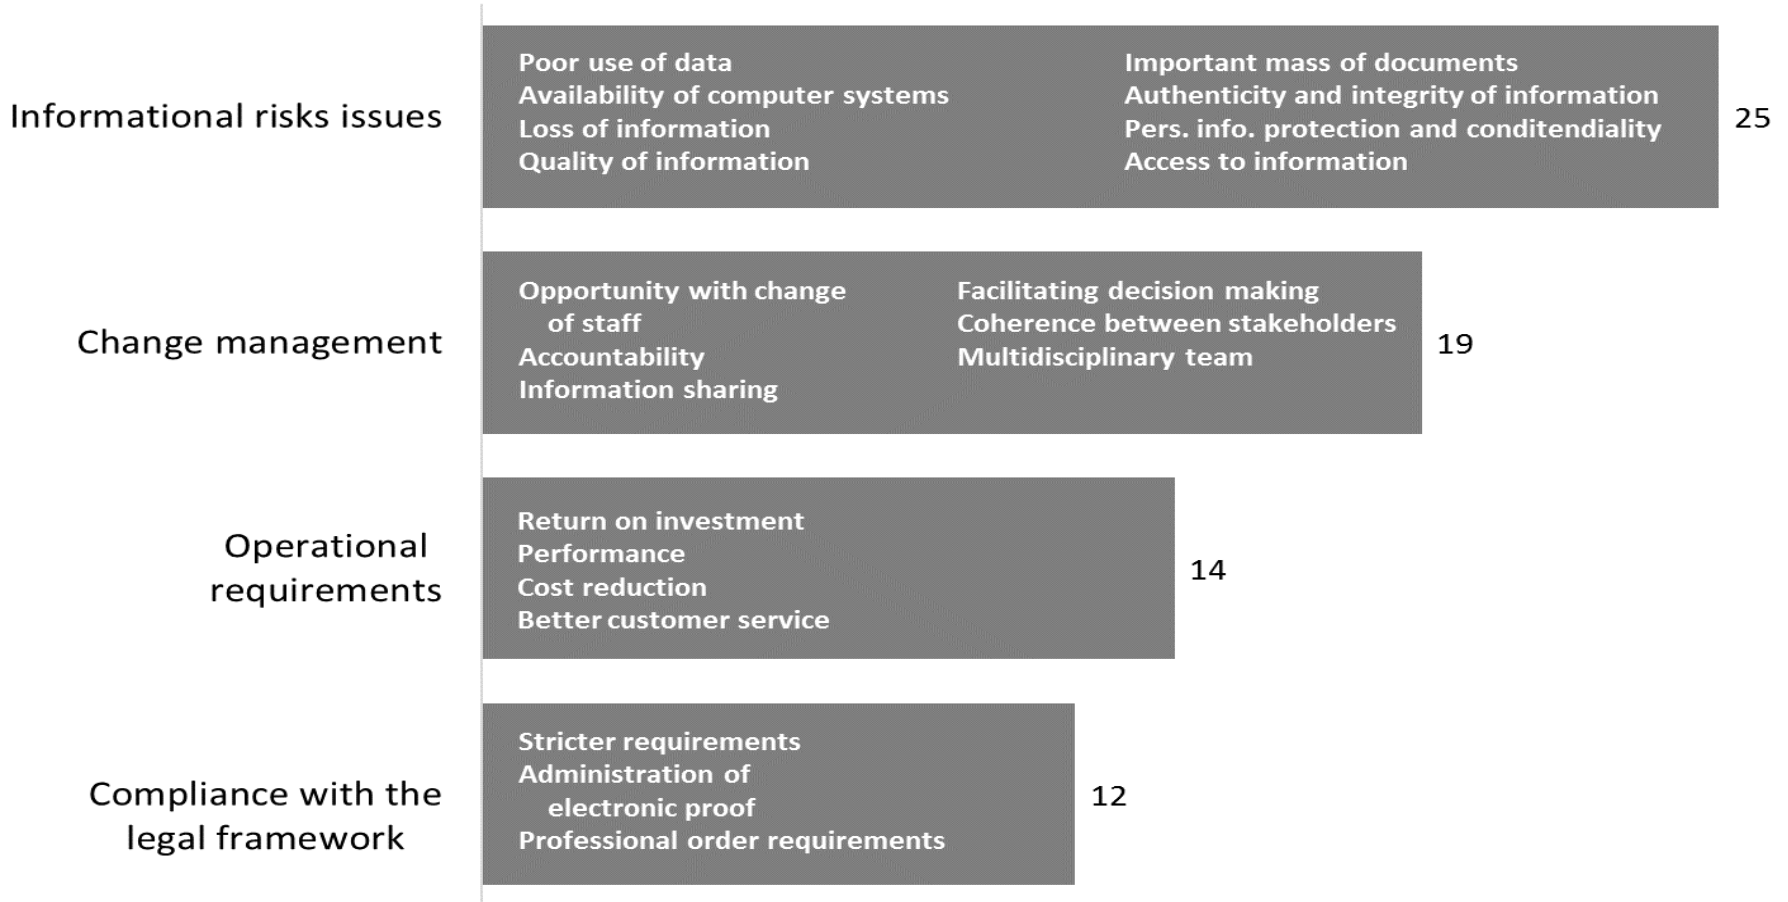 Informational risks issues
Poor use of data
Availability of computer systems
Loss of information
Quality of information
Important mass of documents
Authenticity and integrity of information
Pers. info. protection and conditendiality
Access to information
25
Change management
Opportunity with change
of staff
Accountability
Information sharing
Facilitating decision making
Coherence between stakeholders
Multidisciplinary team
19
Operational
requirements
Return on investment
Performance
Cost reduction
Better customer service
14
Compliance with the
legal framework
Stricter requirements
Administration of
electronic proof
Professional order requirements
12